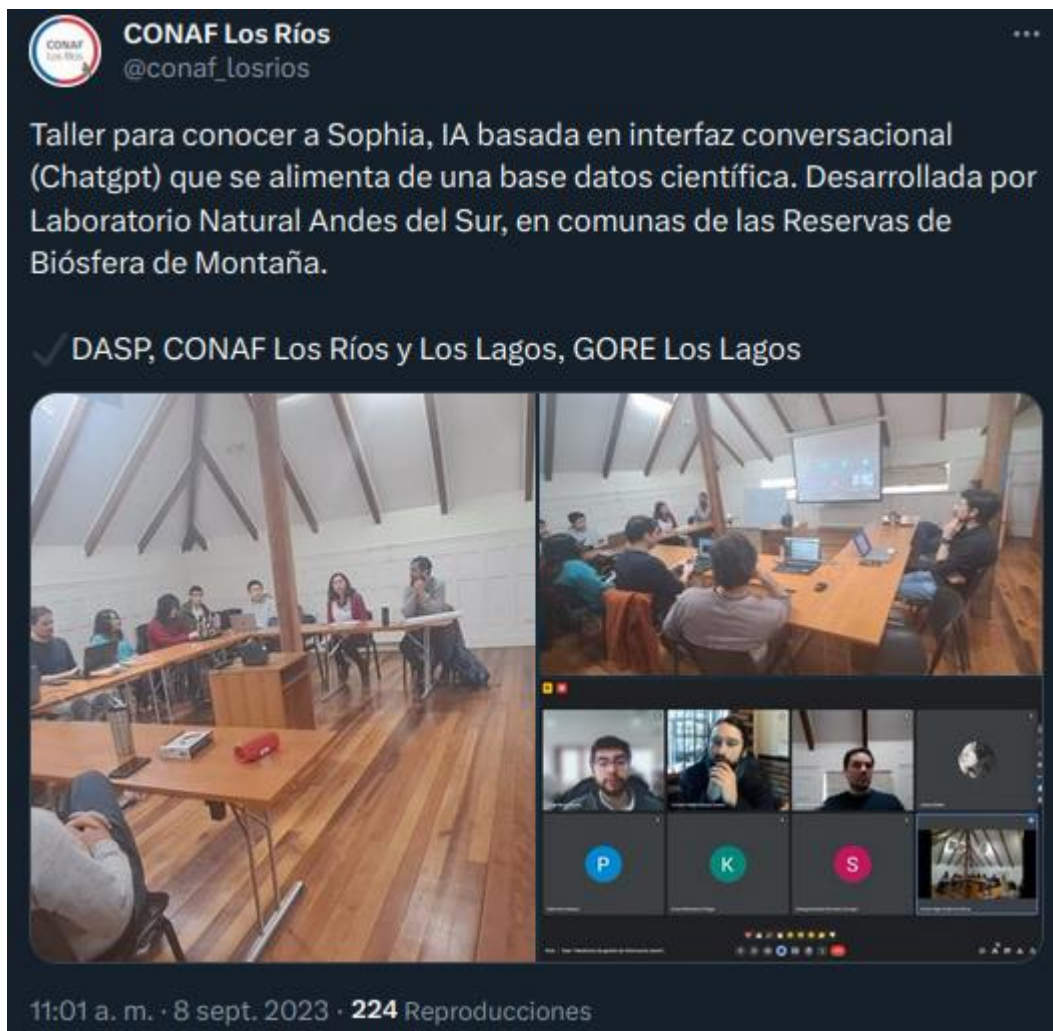 CONAF
CONAF Los Ríos
@conaf_losrios
Taller para conocer a Sophia, IA basada en interfaz conversacional
(Chatgpt) que se alimenta de una base datos científica. Desarrollada por
Laboratorio Natural Andes del Sur, en comunas de las Reservas de
Biósfera de Montaña.
DASP, CONAF Los Ríos y Los Lagos, GORE Los Lagos
P
K
S
11:01 a. m. · 8 sept. 2023 · 224 Reproducciones